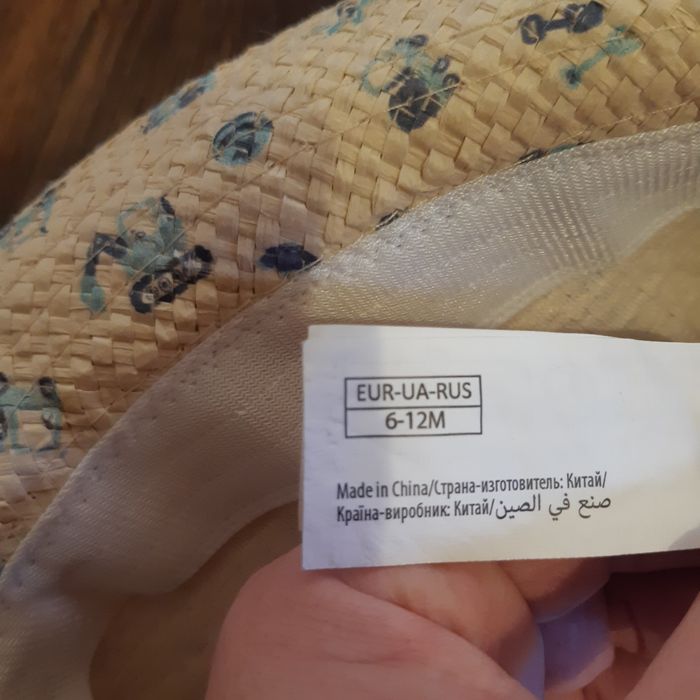 EUR-UA-RUS
6-12M
Made in China/Страна-изготовитель: Китай/
Країна-виробник: Китай/صنع في الصين